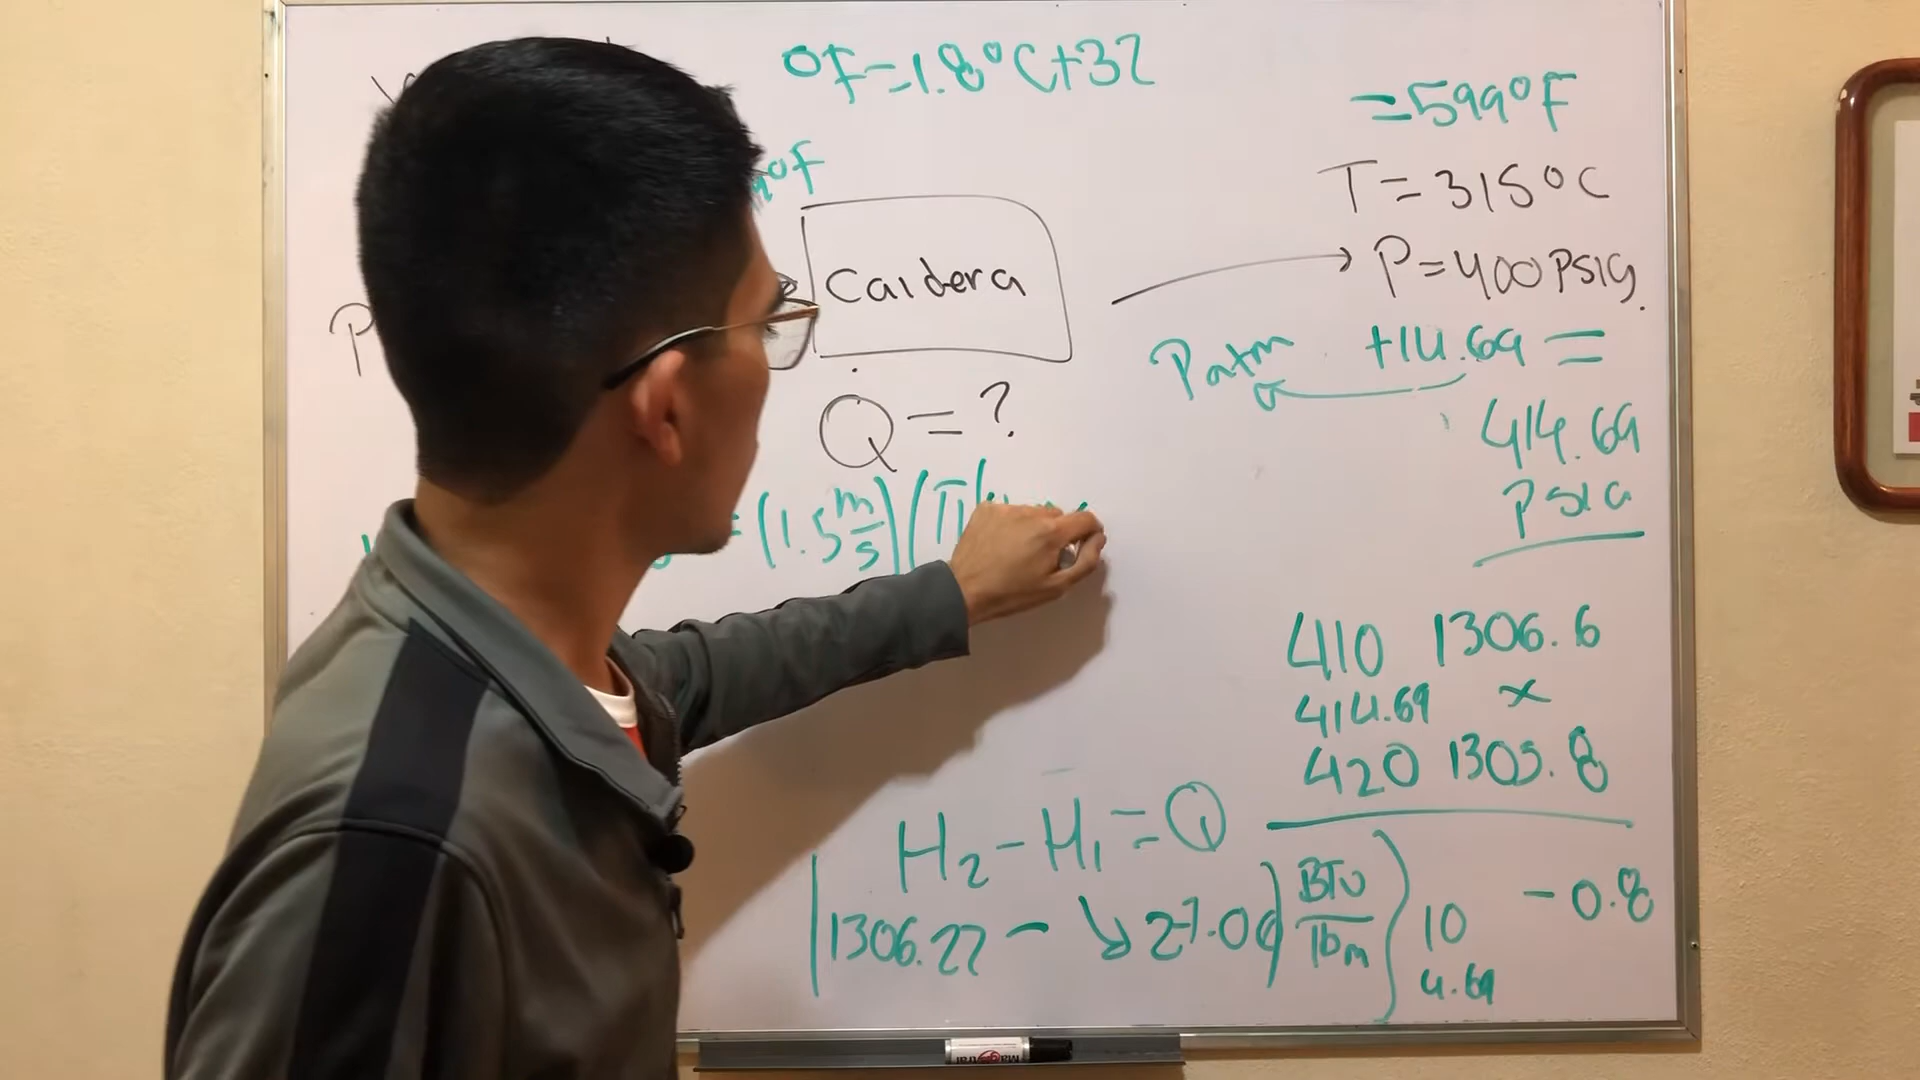 °F=1.8°C+32
=599°F
°F
T=315°C
Caldera
P=400PSIG.
P
Patm +14.69=
Q=?
414.69
PSIa
=(1.5 m/s)(π(
410 1306.6
414.69 x
420 1305.8
H2-H1=Q
1306.22 - 27.06) BTU/lbm
10 -0.8
4.69
Magistral